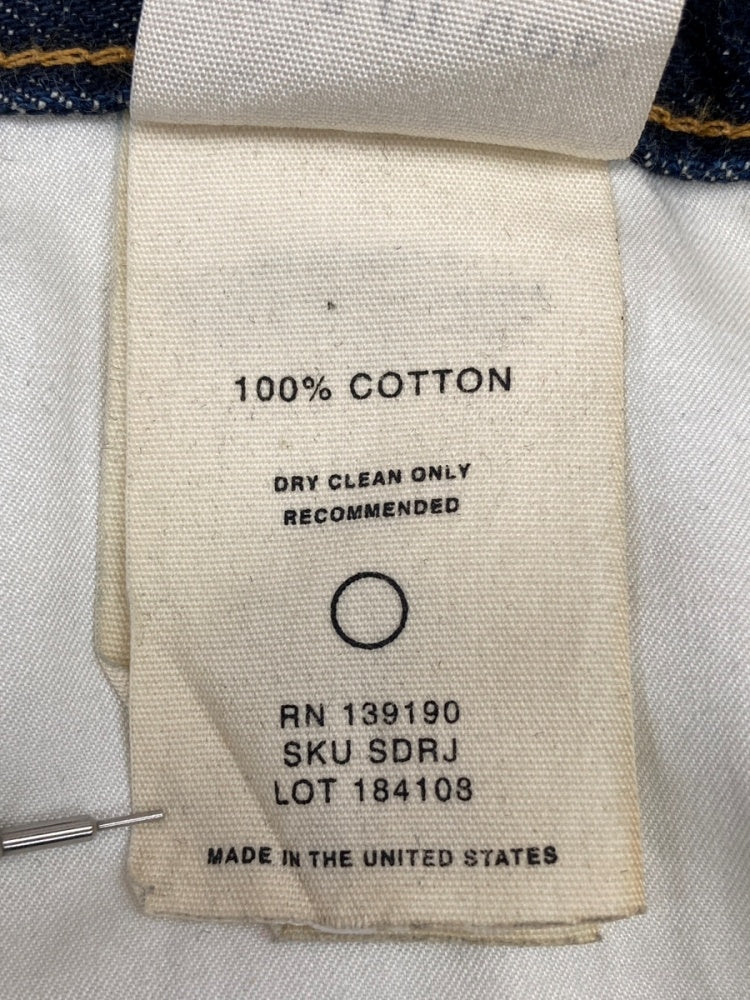 100% COTTON
DRY CLEAN ONLY
RECOMMENDED
RN 139190
SKU SDRJ
LOT 184108
MADE IN THE UNITED STATES